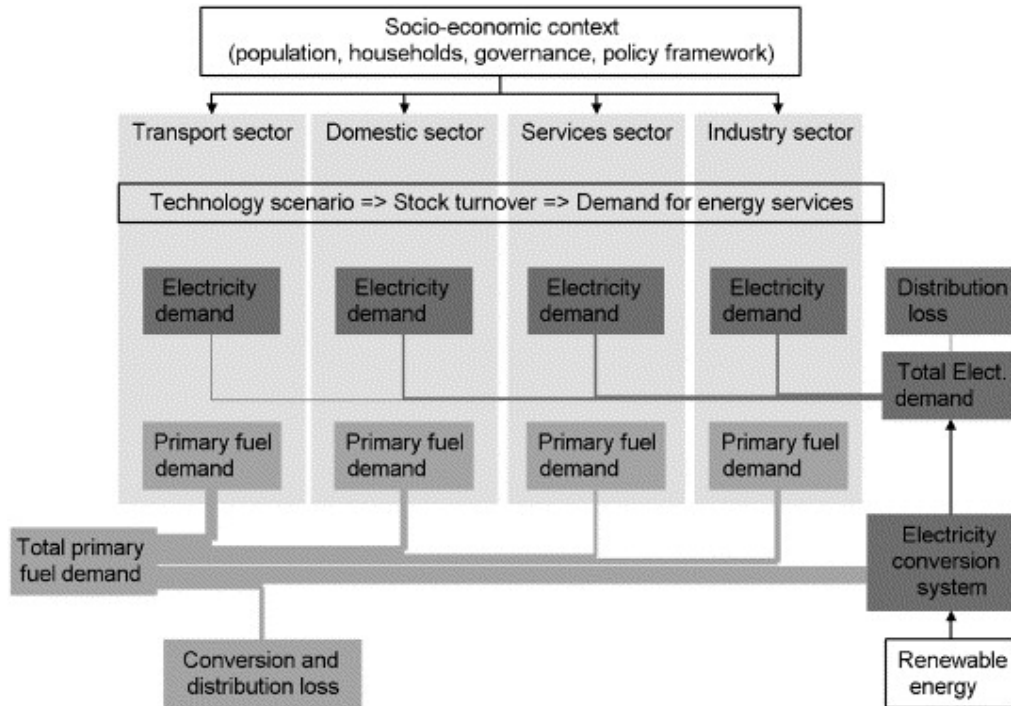 Socio-economic context
(population, households, governance, policy framework)
Transport sector
Domestic sector
Services sector
Industry sector
Technology scenario => Stock turnover => Demand for energy services
Electricity
demand
Electricity
demand
Electricity
demand
Electricity
demand
Distribution
loss
Total Elect.
demand
Primary fuel
demand
Primary fuel
demand
Primary fuel
demand
Primary fuel
demand
Total primary
fuel demand
Electricity
conversion
system
Conversion and
distribution loss
Renewable
energy